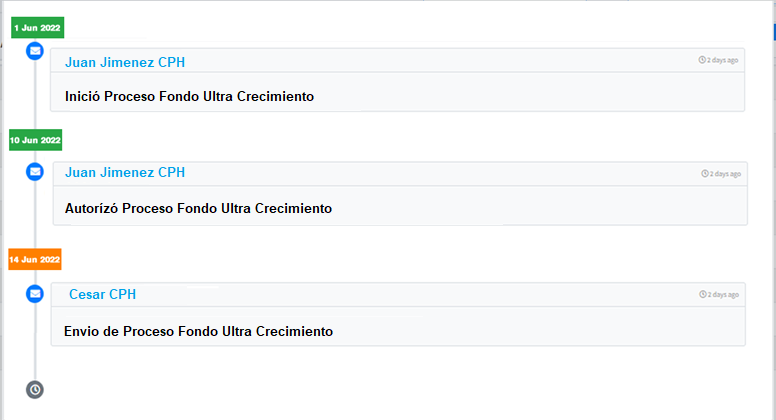 1 Jun 2022
Juan Jimenez CPH
2 days ago
Inició Proceso Fondo Ultra Crecimiento
10 Jun 2022
Juan Jimenez CPH
2 days ago
Autorízó Proceso Fondo Ultra Crecimiento
14 Jun 2022
Cesar CPH
2 days ago
Envio de Proceso Fondo Ultra Crecimiento